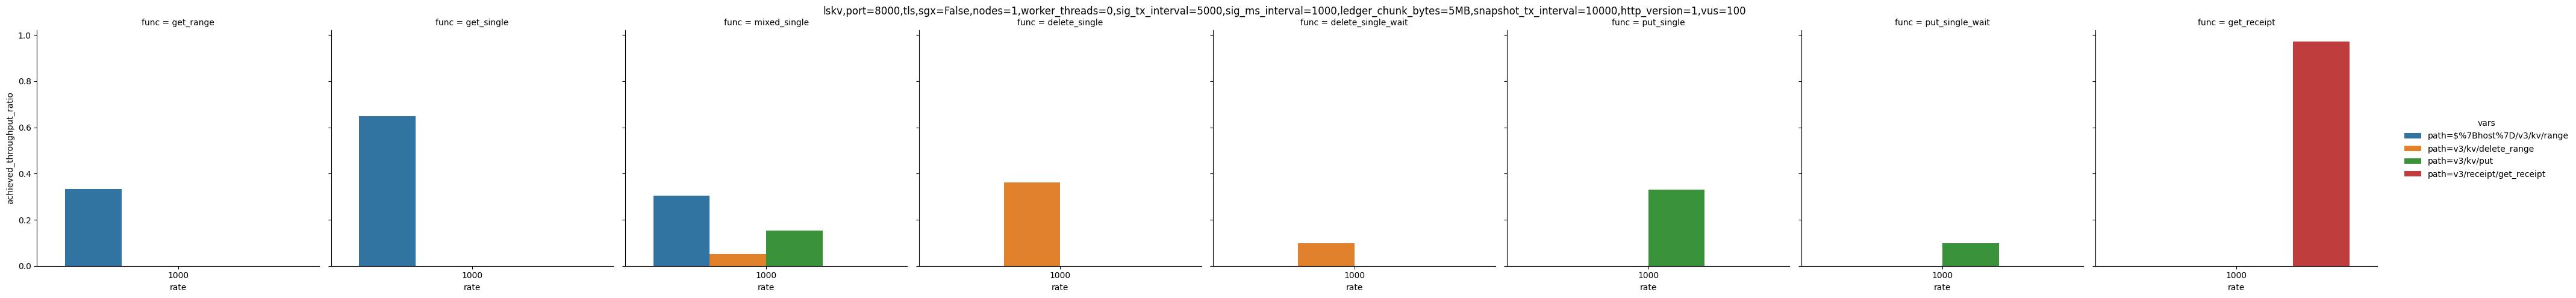 lskv,port=8000,tls,sgx=False,nodes=1,worker_threads=0,sig_tx_interval=5000,sig_ms_interval=1000,ledger_chunk_bytes=5MB,snapshot_tx_interval=10000,http_version=1,vus=100
func = get_range
func = get_single
func = mixed_single
func = delete_single
func = delete_single_wait
func = put_single
func = put_single_wait
func = get_receipt
achieved_throughput_ratio
1.0
0.8
0.6
0.4
0.2
0.0
1000
1000
1000
1000
1000
1000
1000
1000
rate
rate
rate
rate
rate
rate
rate
rate
vars
path=$%7Bhost%7D/v3/kv/range
path=v3/kv/delete_range
path=v3/kv/put
path=v3/receipt/get_receipt